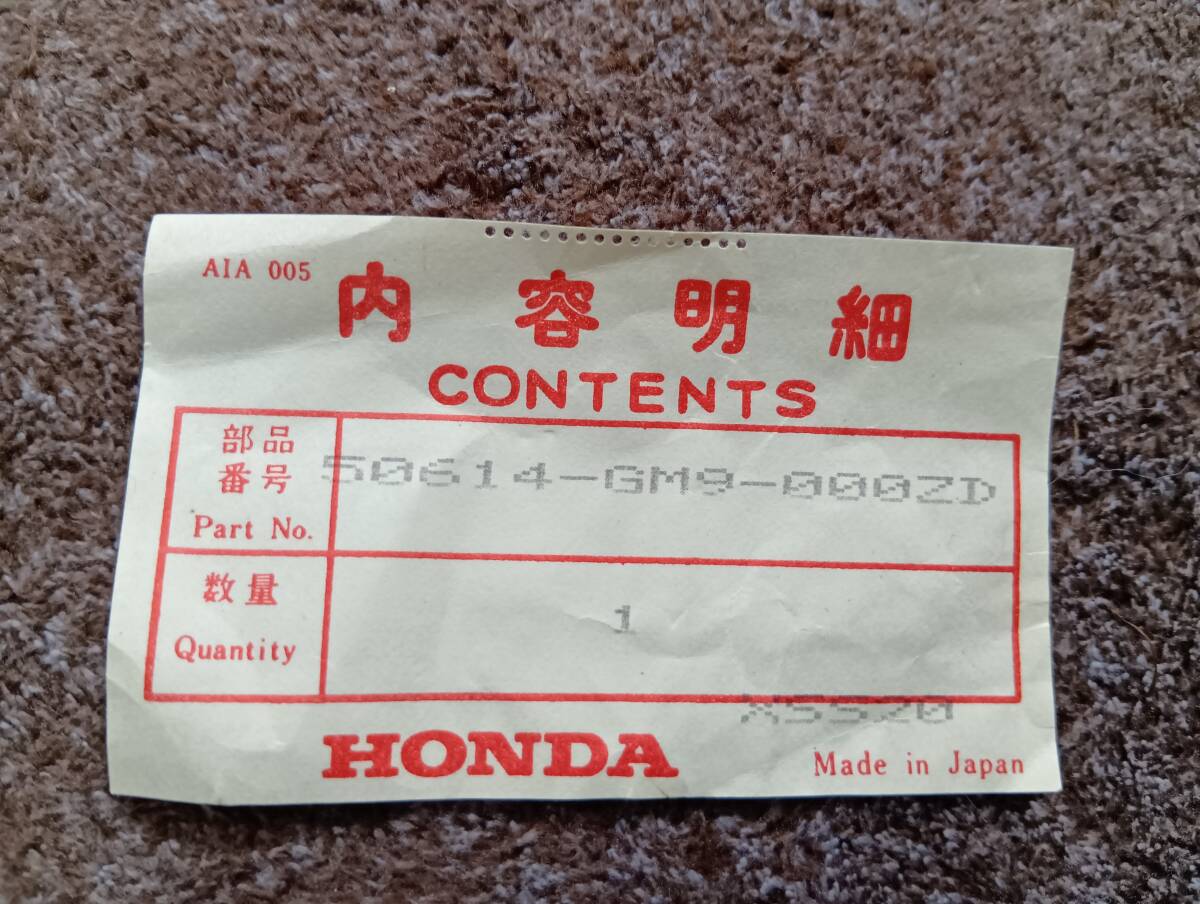 AIA 005
内容明細
CONTENTS
部品
番号
Part No.
50614-GM9-000ZD
数量
Quantity
1
X5520
HONDA
Made in Japan